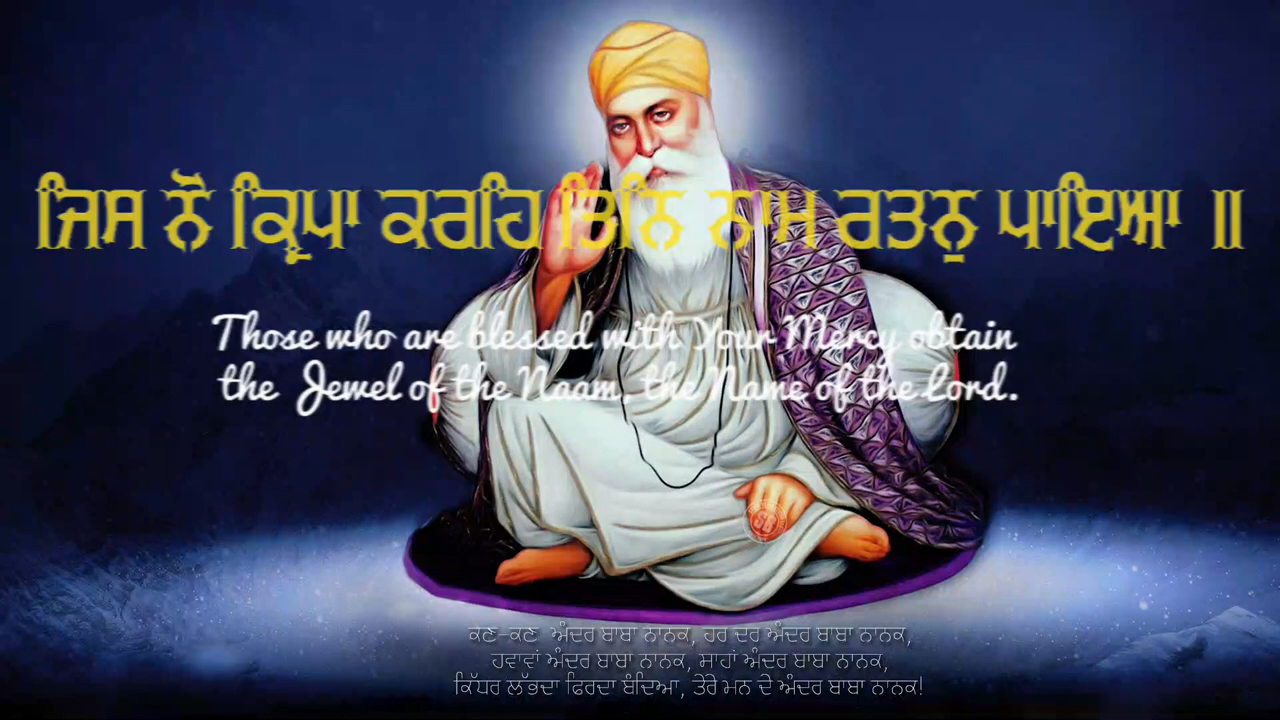 ਜਿਸ ਨੋ ਕ੍ਰਿਪਾ ਕਰਹਿ ਤਿਨਿ ਨਾਮ ਰਤਨੁ ਪਾਇਆ ॥
Those who are blessed with Your Mercy obtain
the Jewel of the Naam, the Name of the Lord.
ਕਣ-ਕਣ ਅੰਦਰ ਬਾਬਾ ਨਾਨਕ, ਹਰ ਦਰ ਅੰਦਰ ਬਾਬਾ ਨਾਨਕ,
ਹਵਾਵਾਂ ਅੰਦਰ ਬਾਬਾ ਨਾਨਕ, ਸਾਹਾਂ ਅੰਦਰ ਬਾਬਾ ਨਾਨਕ,
ਕਿੱਧਰ ਲੱਭਦਾ ਫਿਰਦਾ ਬੰਦਿਆ, ਤੇਰੇ ਮਨ ਦੇ ਅੰਦਰ ਬਾਬਾ ਨਾਨਕ!